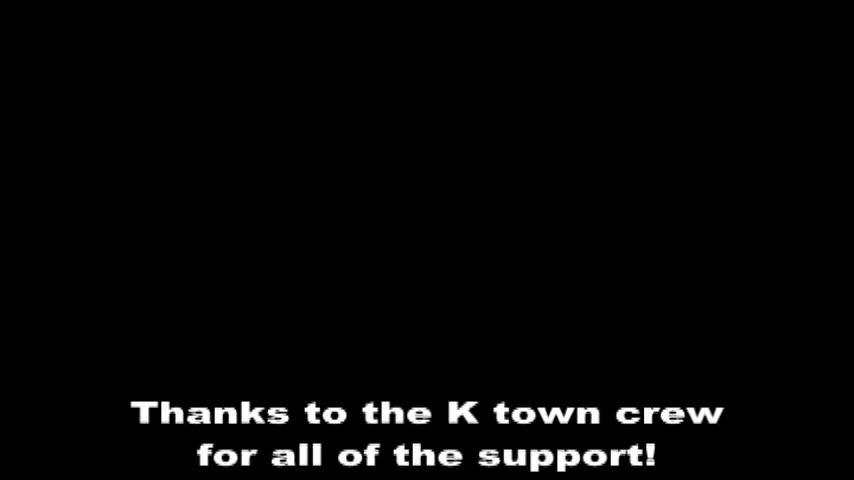 Thanks to the K town crew
for all of the support!